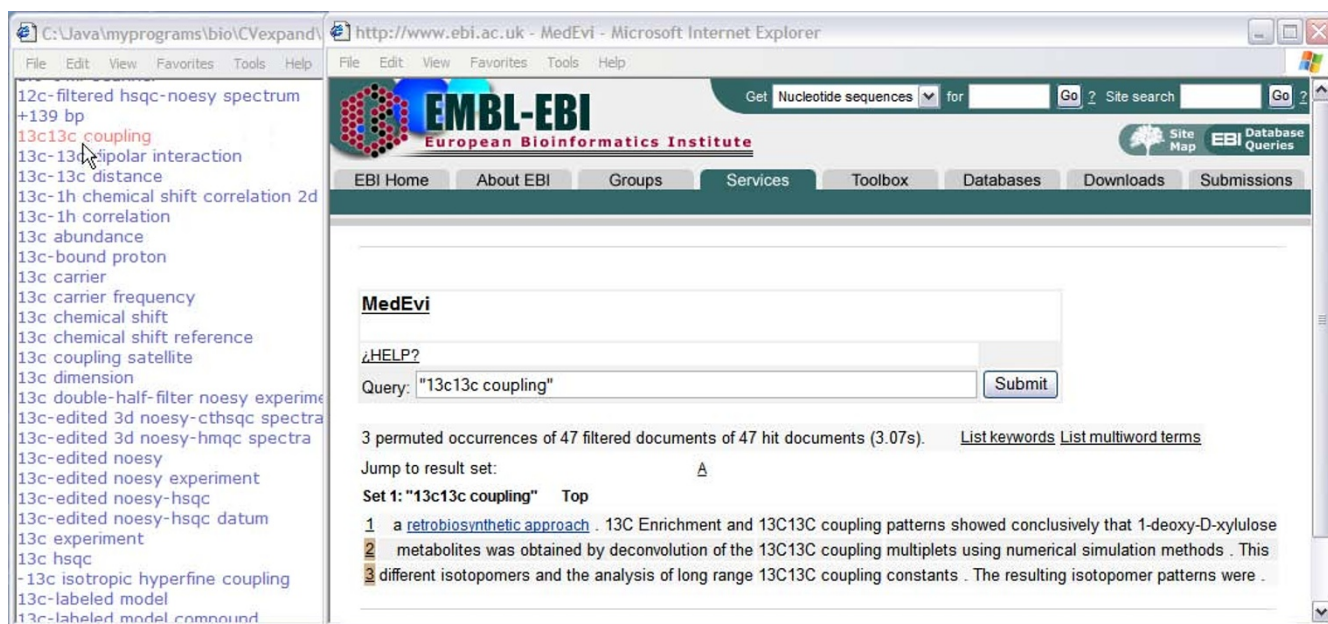 C:\Java\myprograms\bio\CVexpand\
File Edit View Favorites Tools Help
12c-filtered hsqc-noesy spectrum
+139 bp
13c13c coupling
13c-13c dipolar interaction
13c-13c distance
13c-1h chemical shift correlation 2d
13c-1h correlation
13c abundance
13c-bound proton
13c carrier
13c carrier frequency
13c chemical shift
13c chemical shift reference
13c coupling satellite
13c dimension
13c double-half-filter noesy experime
13c-edited 3d noesy-cthsqc spectra
13c-edited 3d noesy-hmqc spectra
13c-edited noesy
13c-edited noesy experiment
13c-edited noesy-hsqc
13c-edited noesy-hsqc datum
13c experiment
13c hsqc
-13c isotropic hyperfine coupling
13c-labeled model
13c-labeled model compound
http://www.ebi.ac.uk - MedEvi - Microsoft Internet Explorer
File Edit View Favorites Tools Help
EMBL-EBI
European Bioinformatics Institute
Get Nucleotide sequences for Go ? Site search Go ?
Site Map EBI Database Queries
EBI Home About EBI Groups Services Toolbox Databases Downloads Submissions
MedEvi
¿HELP?
Query: "13c13c coupling" Submit
3 permuted occurrences of 47 filtered documents of 47 hit documents (3.07s). List keywords List multiword terms
Jump to result set: A
Set 1: "13c13c coupling" Top
1 a retrobiosynthetic approach . 13C Enrichment and 13C13C coupling patterns showed conclusively that 1-deoxy-D-xylulose
2 metabolites was obtained by deconvolution of the 13C13C coupling multiplets using numerical simulation methods . This
3 different isotopomers and the analysis of long range 13C13C coupling constants . The resulting isotopomer patterns were .